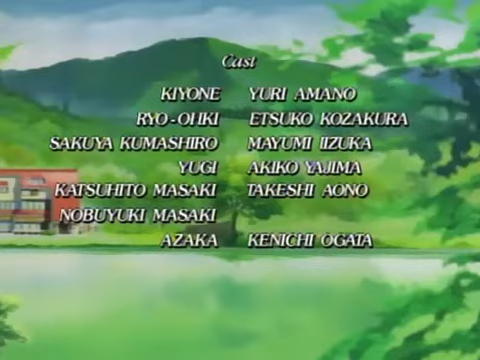 Cast
KIYONE YURI AMANO
RYO-OHKI ETSUKO KOZAKURA
SAKUYA KUMASHIRO MAYUMI IIZUKA
YUGI AKIKO YAJIMA
KATSUHITO MASAKI TAKESHI AONO
NOBUYUKI MASAKI
AZAKA KENICHI OGATA